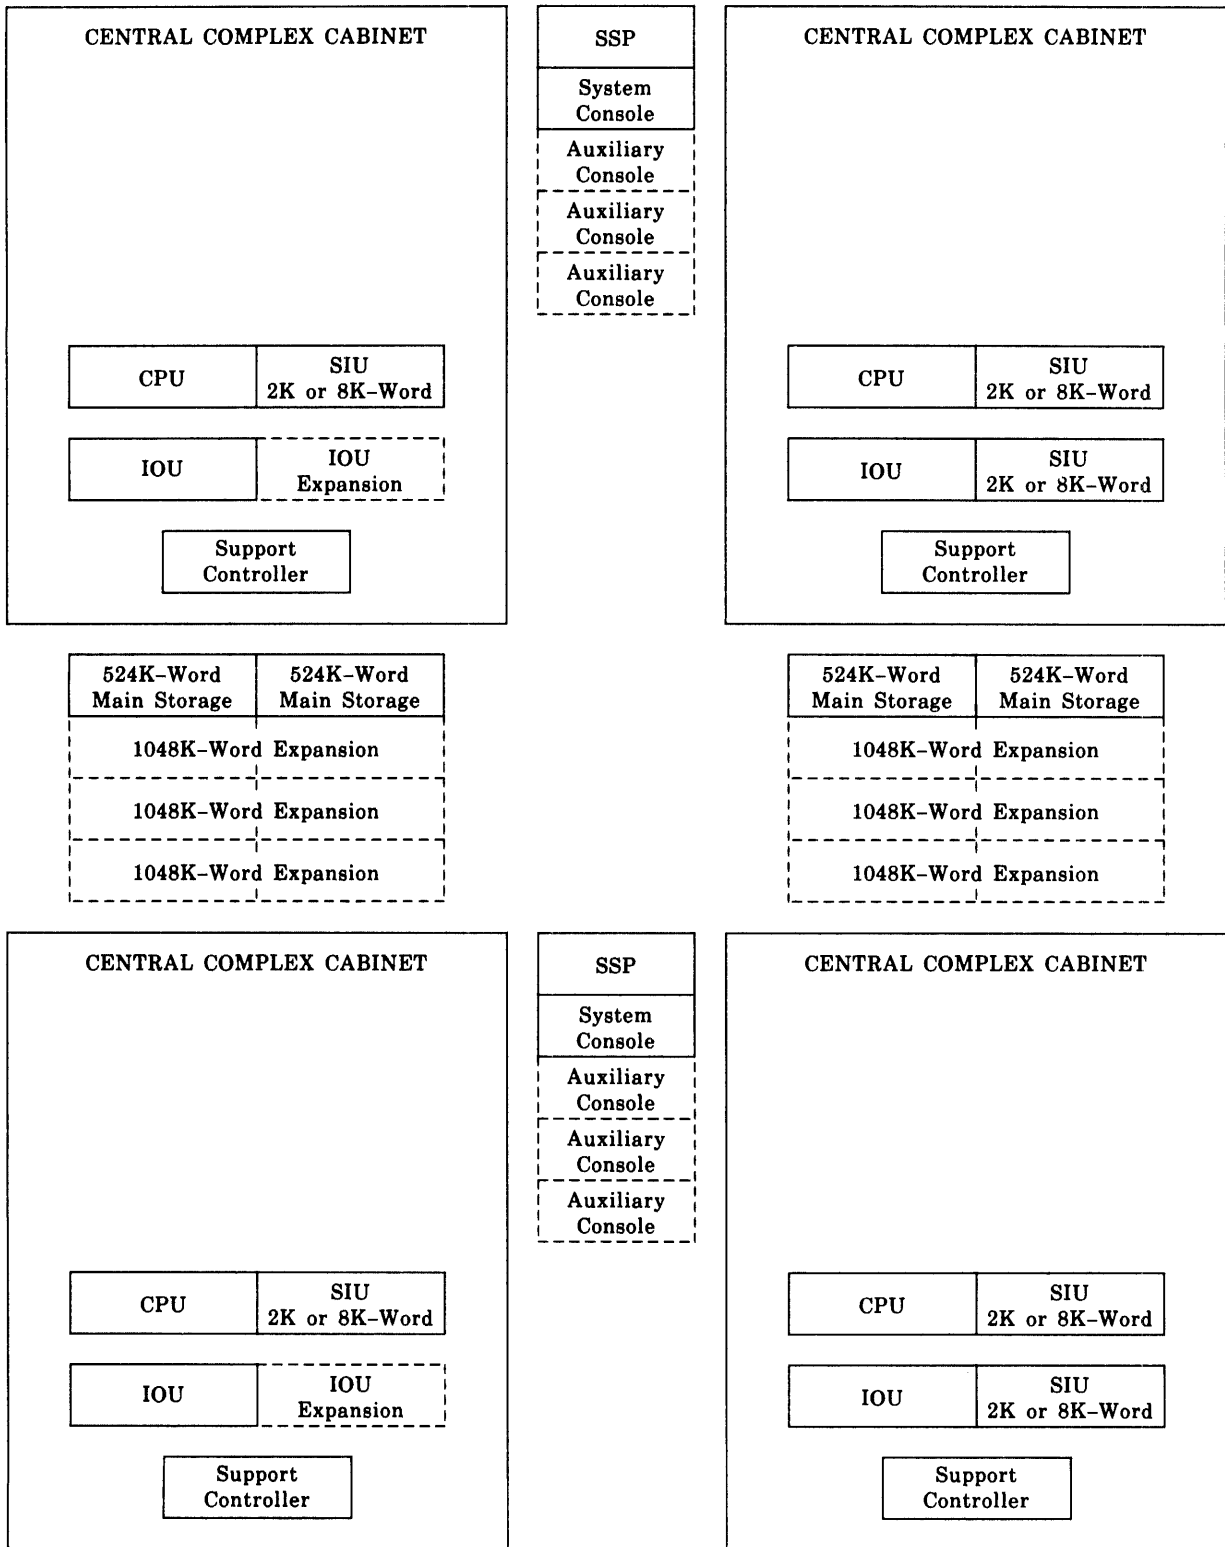 CENTRAL COMPLEX CABINET
SSP
System
Console
Auxiliary
Console
Auxiliary
Console
Auxiliary
Console
CENTRAL COMPLEX CABINET
CPU
SIU
2K or 8K-Word
IOU
IOU
Expansion
Support
Controller
CPU
SIU
2K or 8K-Word
IOU
SIU
2K or 8K-Word
Support
Controller
524K-Word
Main Storage
524K-Word
Main Storage
1048K-Word Expansion
1048K-Word Expansion
1048K-Word Expansion
524K-Word
Main Storage
524K-Word
Main Storage
1048K-Word Expansion
1048K-Word Expansion
1048K-Word Expansion
CENTRAL COMPLEX CABINET
SSP
System
Console
Auxiliary
Console
Auxiliary
Console
Auxiliary
Console
CENTRAL COMPLEX CABINET
CPU
SIU
2K or 8K-Word
IOU
IOU
Expansion
Support
Controller
CPU
SIU
2K or 8K-Word
IOU
SIU
2K or 8K-Word
Support
Controller